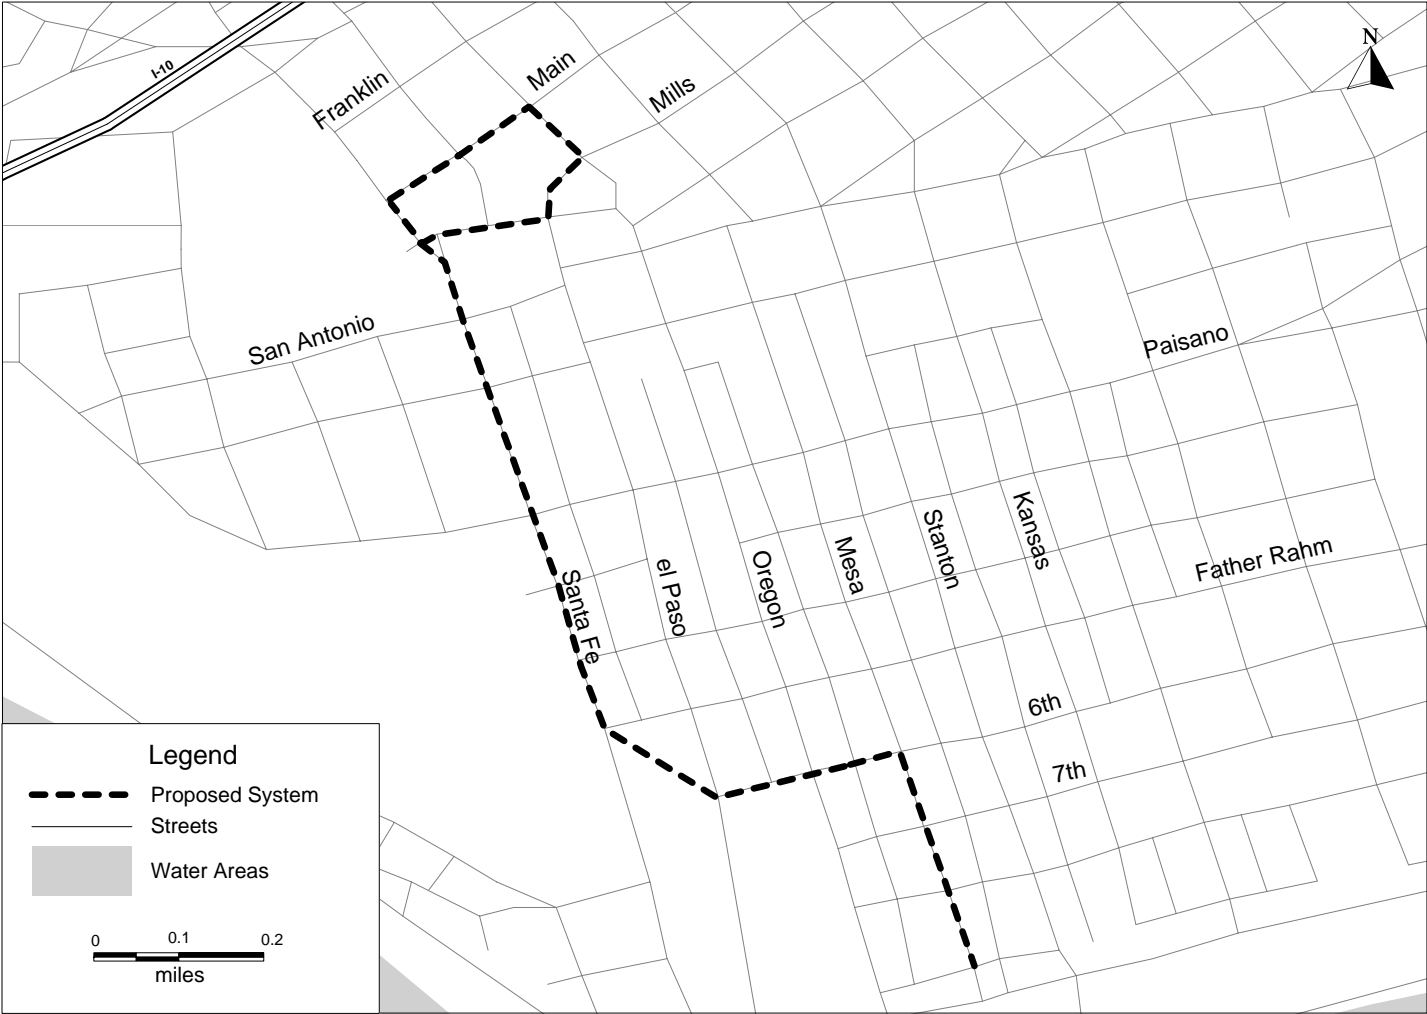 I-10
N
Franklin
Main
Mills
San Antonio
Paisano
Santa Fe
el Paso
Oregon
Mesa
Stanton
Kansas
Father Rahm
6th
7th
Legend
Proposed System
Streets
Water Areas
0 0.1 0.2
miles